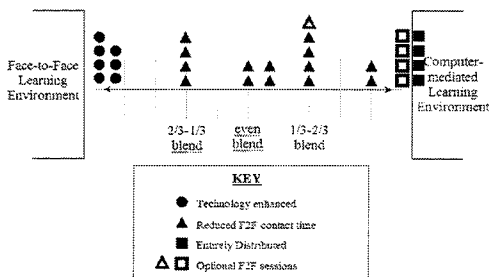 Face-to-Face
Learning
Environment
Computer-
mediated
Learning
Environment
2/3-1/3
blend
even
blend
1/3-2/3
blend
KEY
Technology enhanced
Reduced F2F contact time
Entirely Distributed
Optional F2F sessions